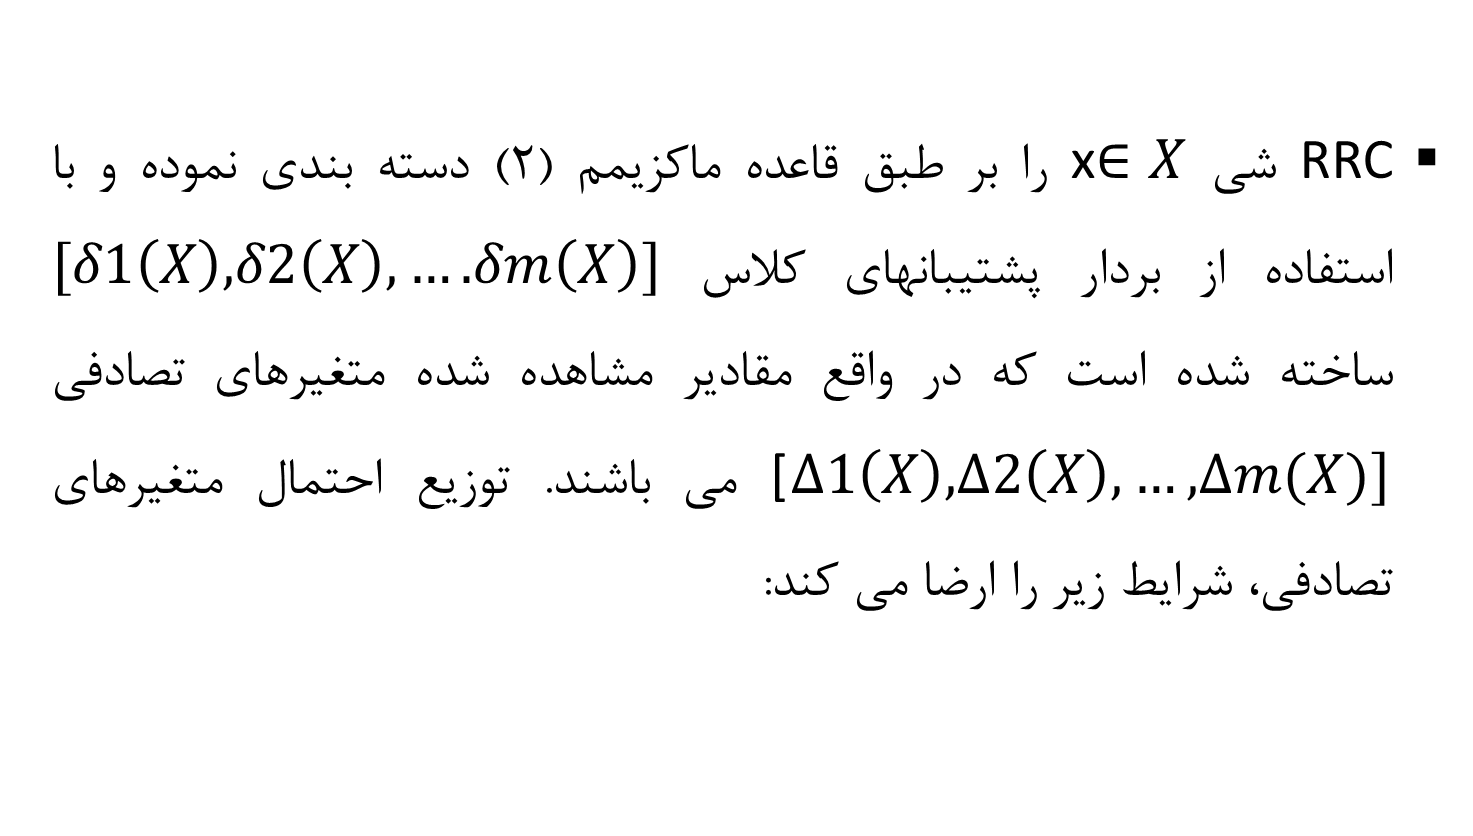 ▪ RRC شی x∈ X را بر طبق قاعده ماکزیمم (۲) دسته بندی نموده و با
استفاده از بردار پشتیبانهای کلاس [δ1(X),δ2(X), … .δm(X)]
ساخته شده است که در واقع مقادیر مشاهده شده متغیرهای تصادفی
[Δ1(X),Δ2(X), … ,Δm(X)] می باشند. توزیع احتمال متغیرهای
تصادفی، شرایط زیر را ارضا می کند: